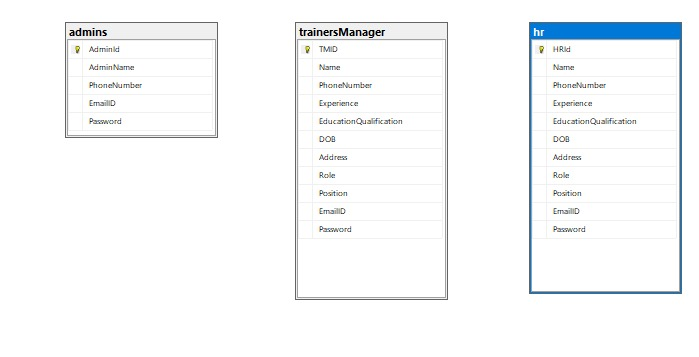 admins
AdminId
AdminName
PhoneNumber
EmailID
Password
trainersManager
TMID
Name
PhoneNumber
Experience
EducationQualification
DOB
Address
Role
Position
EmailID
Password
hr
HRId
Name
PhoneNumber
Experience
EducationQualification
DOB
Address
Role
Position
EmailID
Password